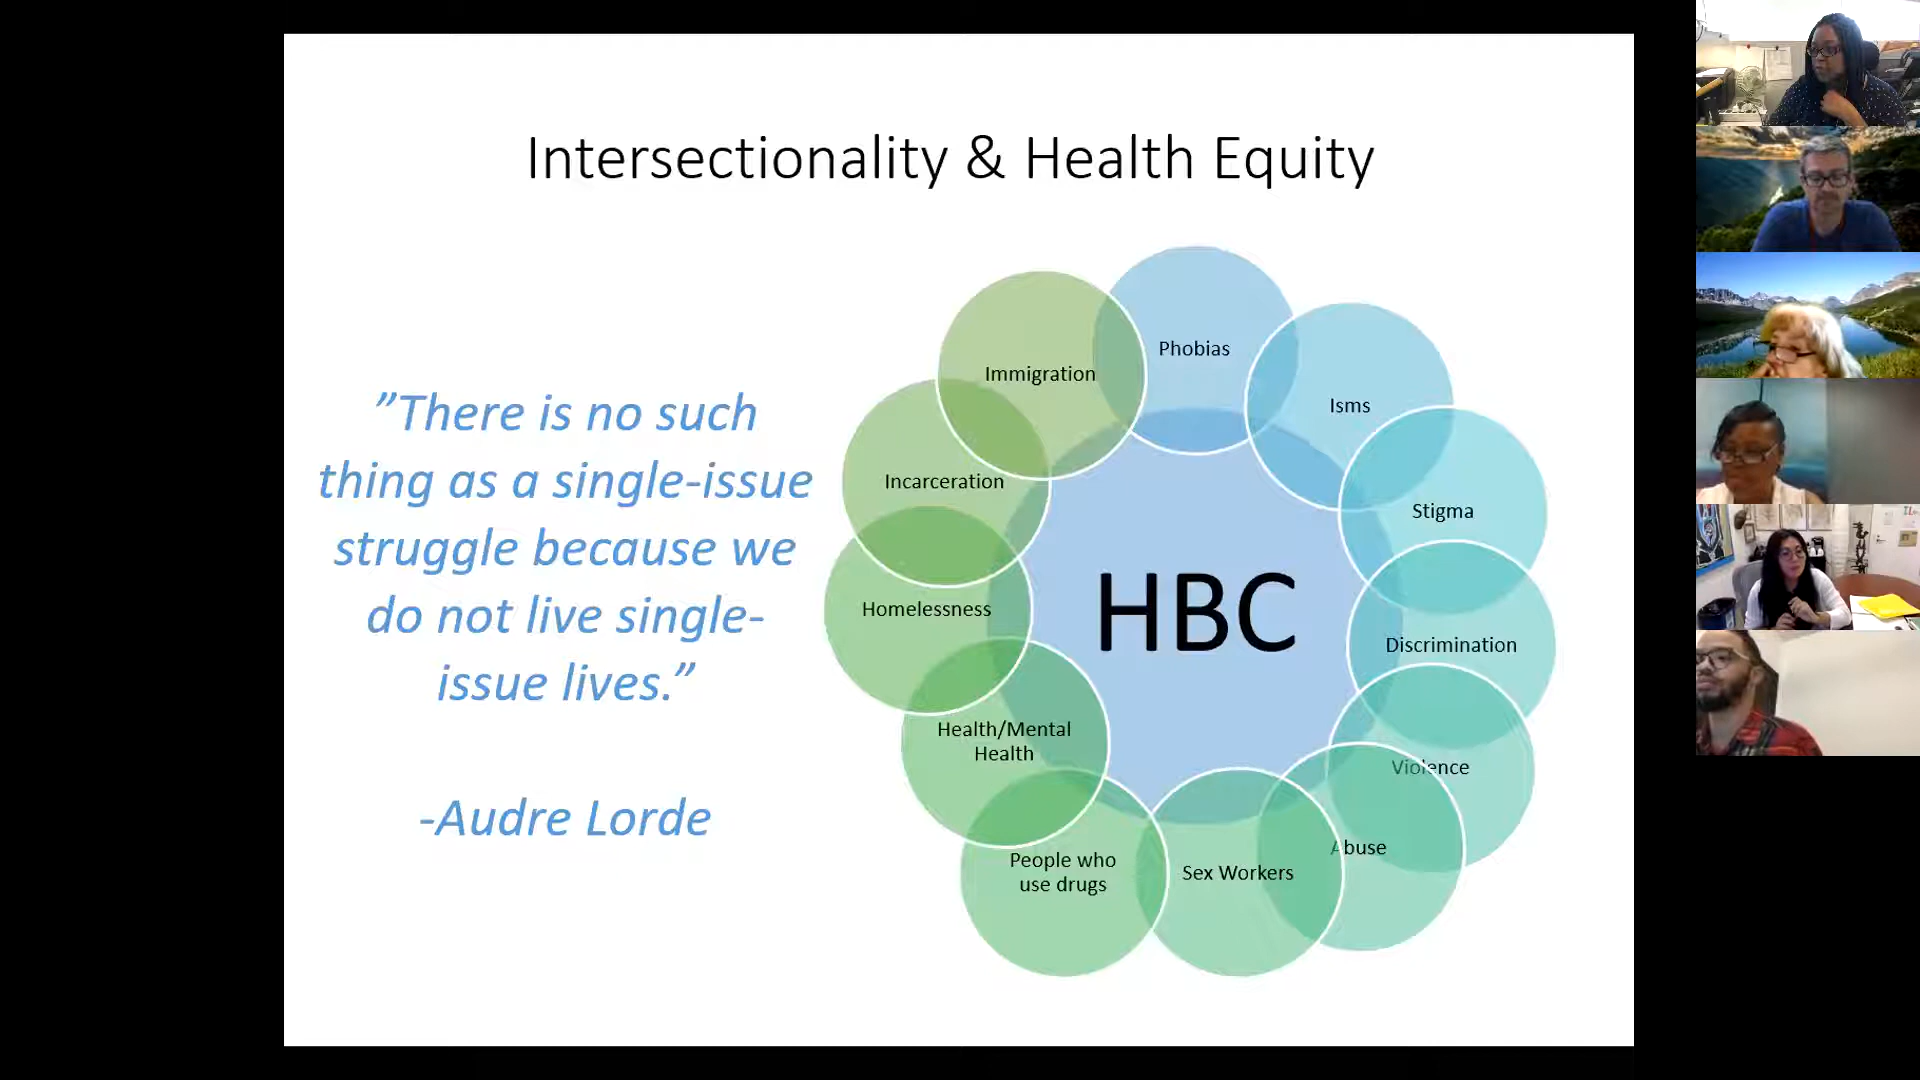 Intersectionality & Health Equity
”There is no such
thing as a single-issue
struggle because we
do not live single-
issue lives.”
-Audre Lorde
HBC
Phobias
Isms
Stigma
Discrimination
Violence
Abuse
Sex Workers
People who
use drugs
Health/Mental
Health
Homelessness
Incarceration
Immigration